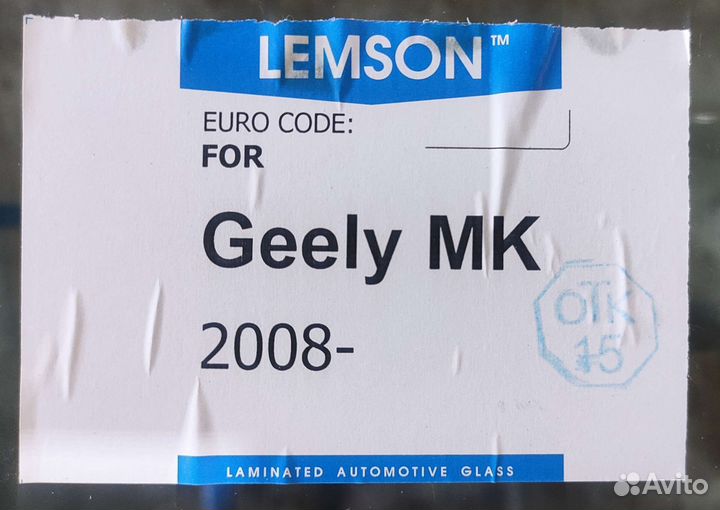 LEMSON™
EURO CODE:
FOR
Geely MK
2008-
ОТК
15
LAMINATED AUTOMOTIVE GLASS
Avito